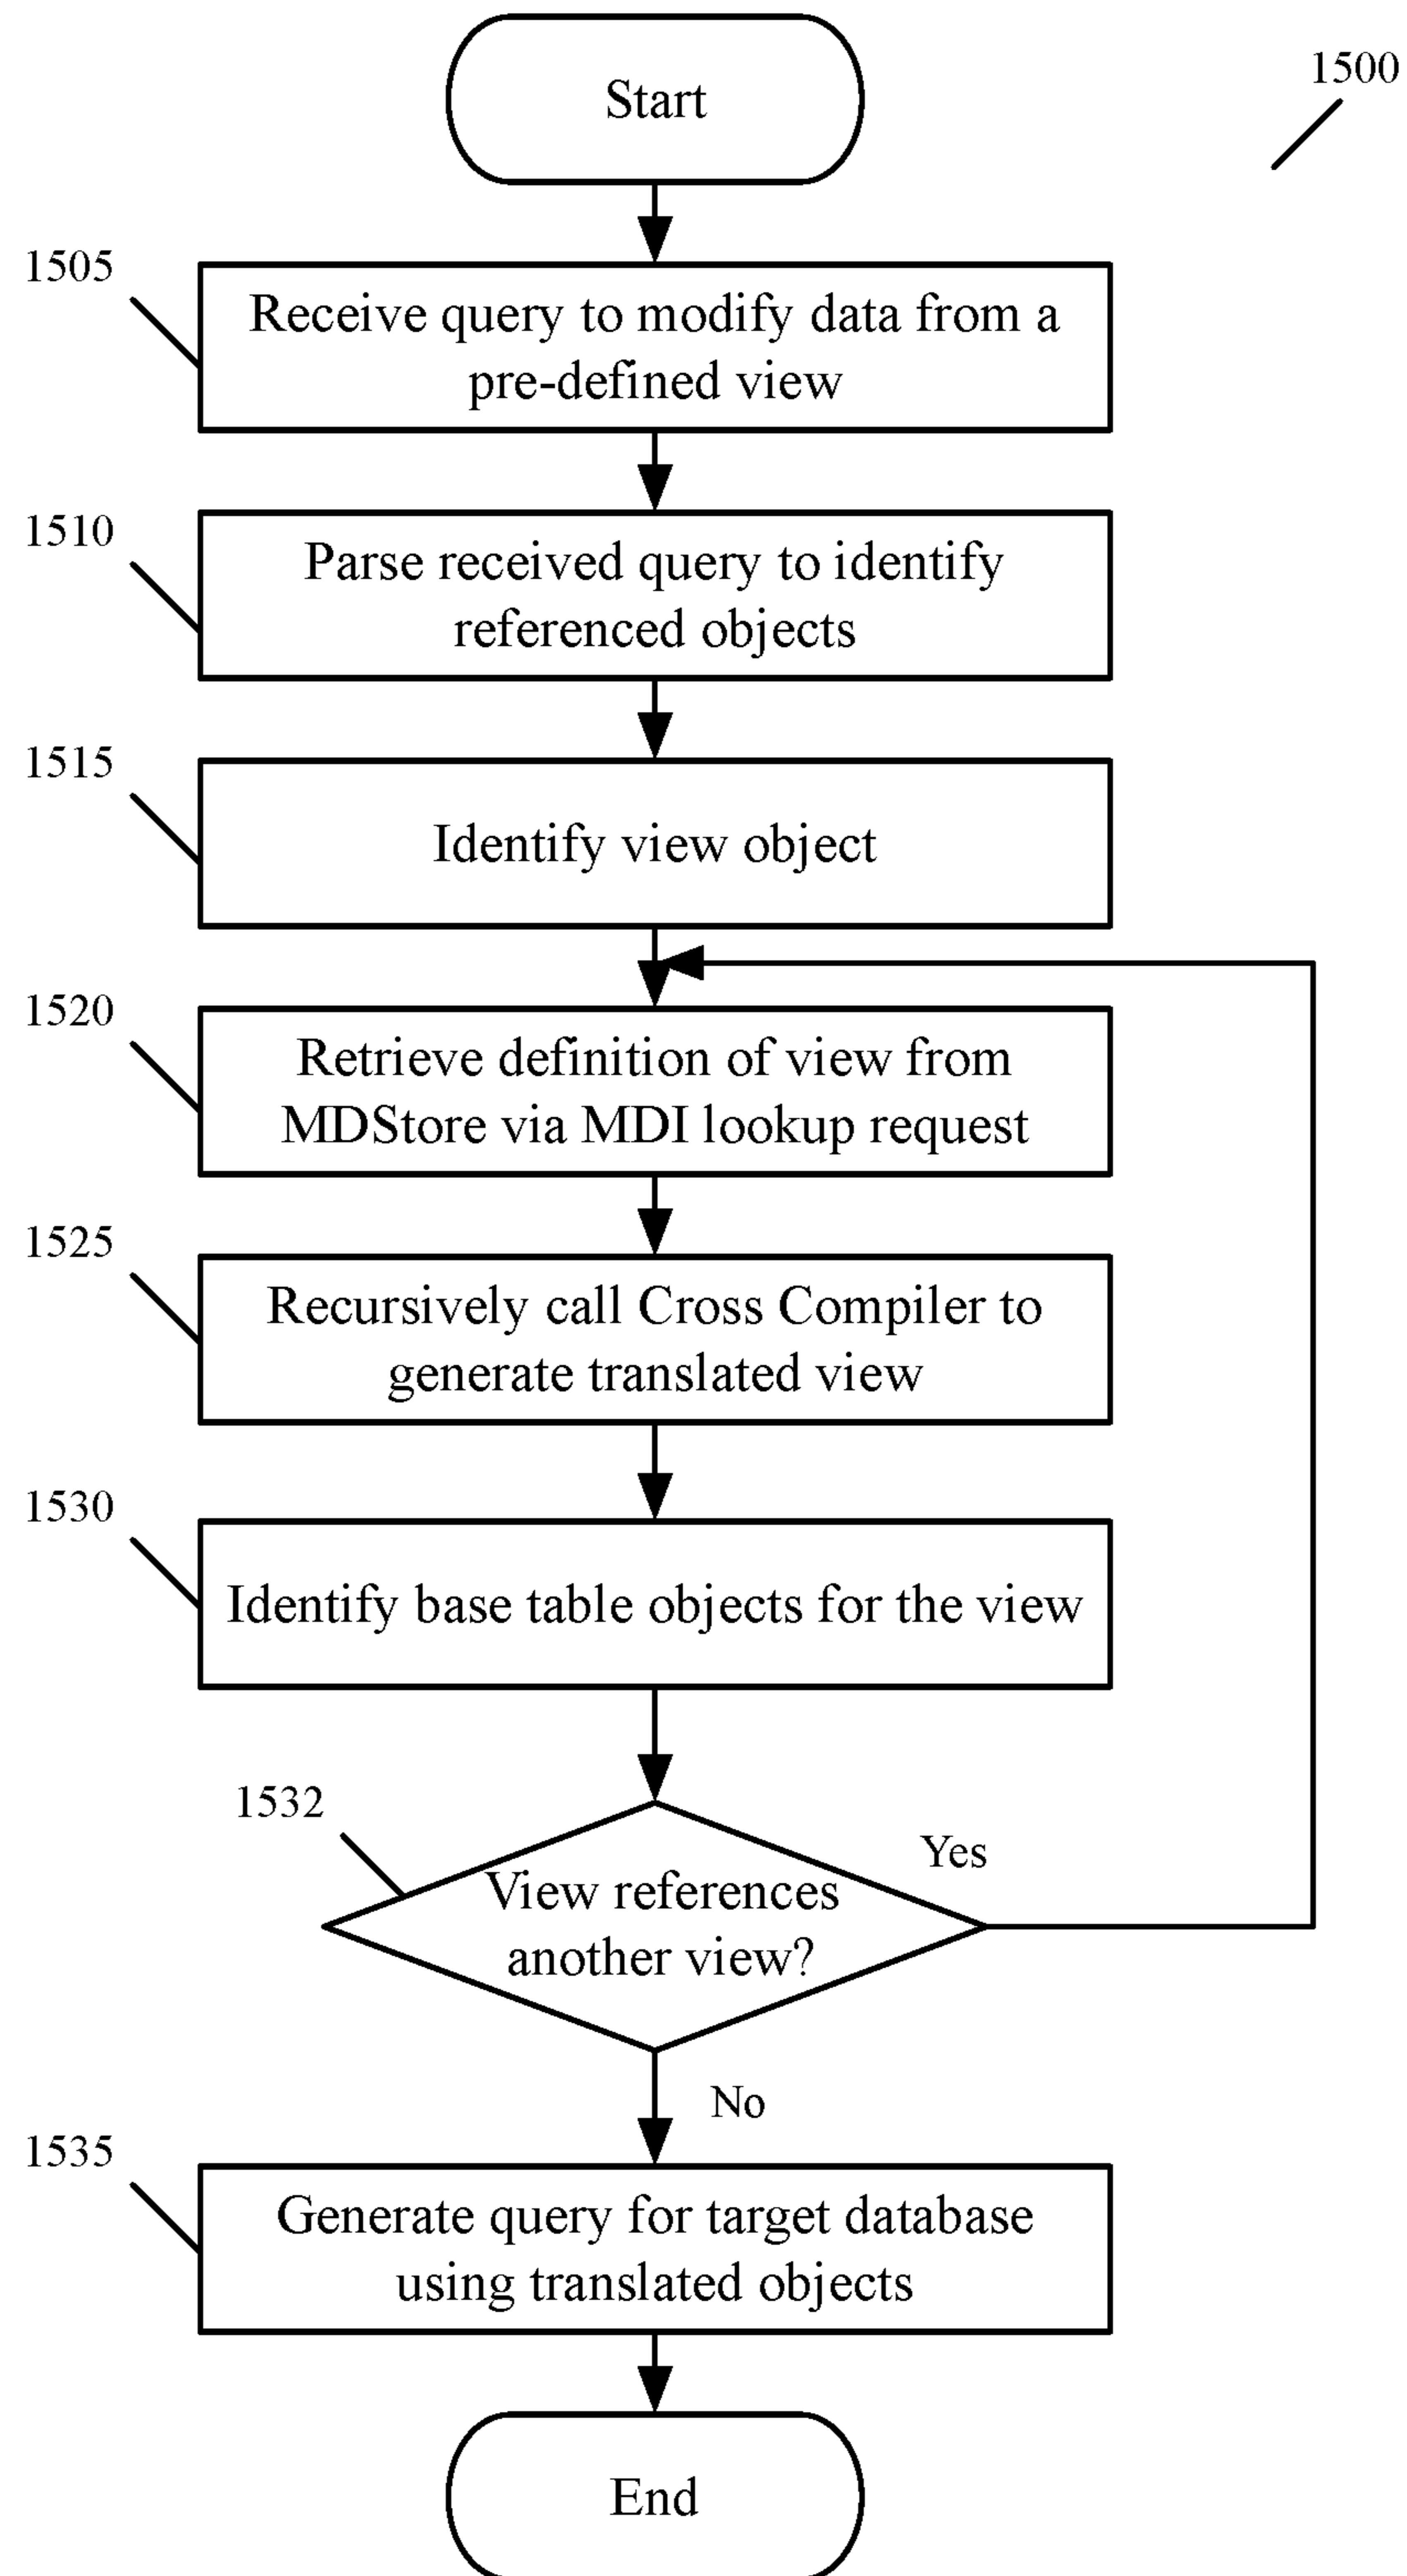 Start
1500
1505
Receive query to modify data from a
pre-defined view
1510
Parse received query to identify
referenced objects
1515
Identify view object
1520
Retrieve definition of view from
MDStore via MDI lookup request
1525
Recursively call Cross Compiler to
generate translated view
1530
Identify base table objects for the view
1532
View references
another view?
Yes
No
1535
Generate query for target database
using translated objects
End